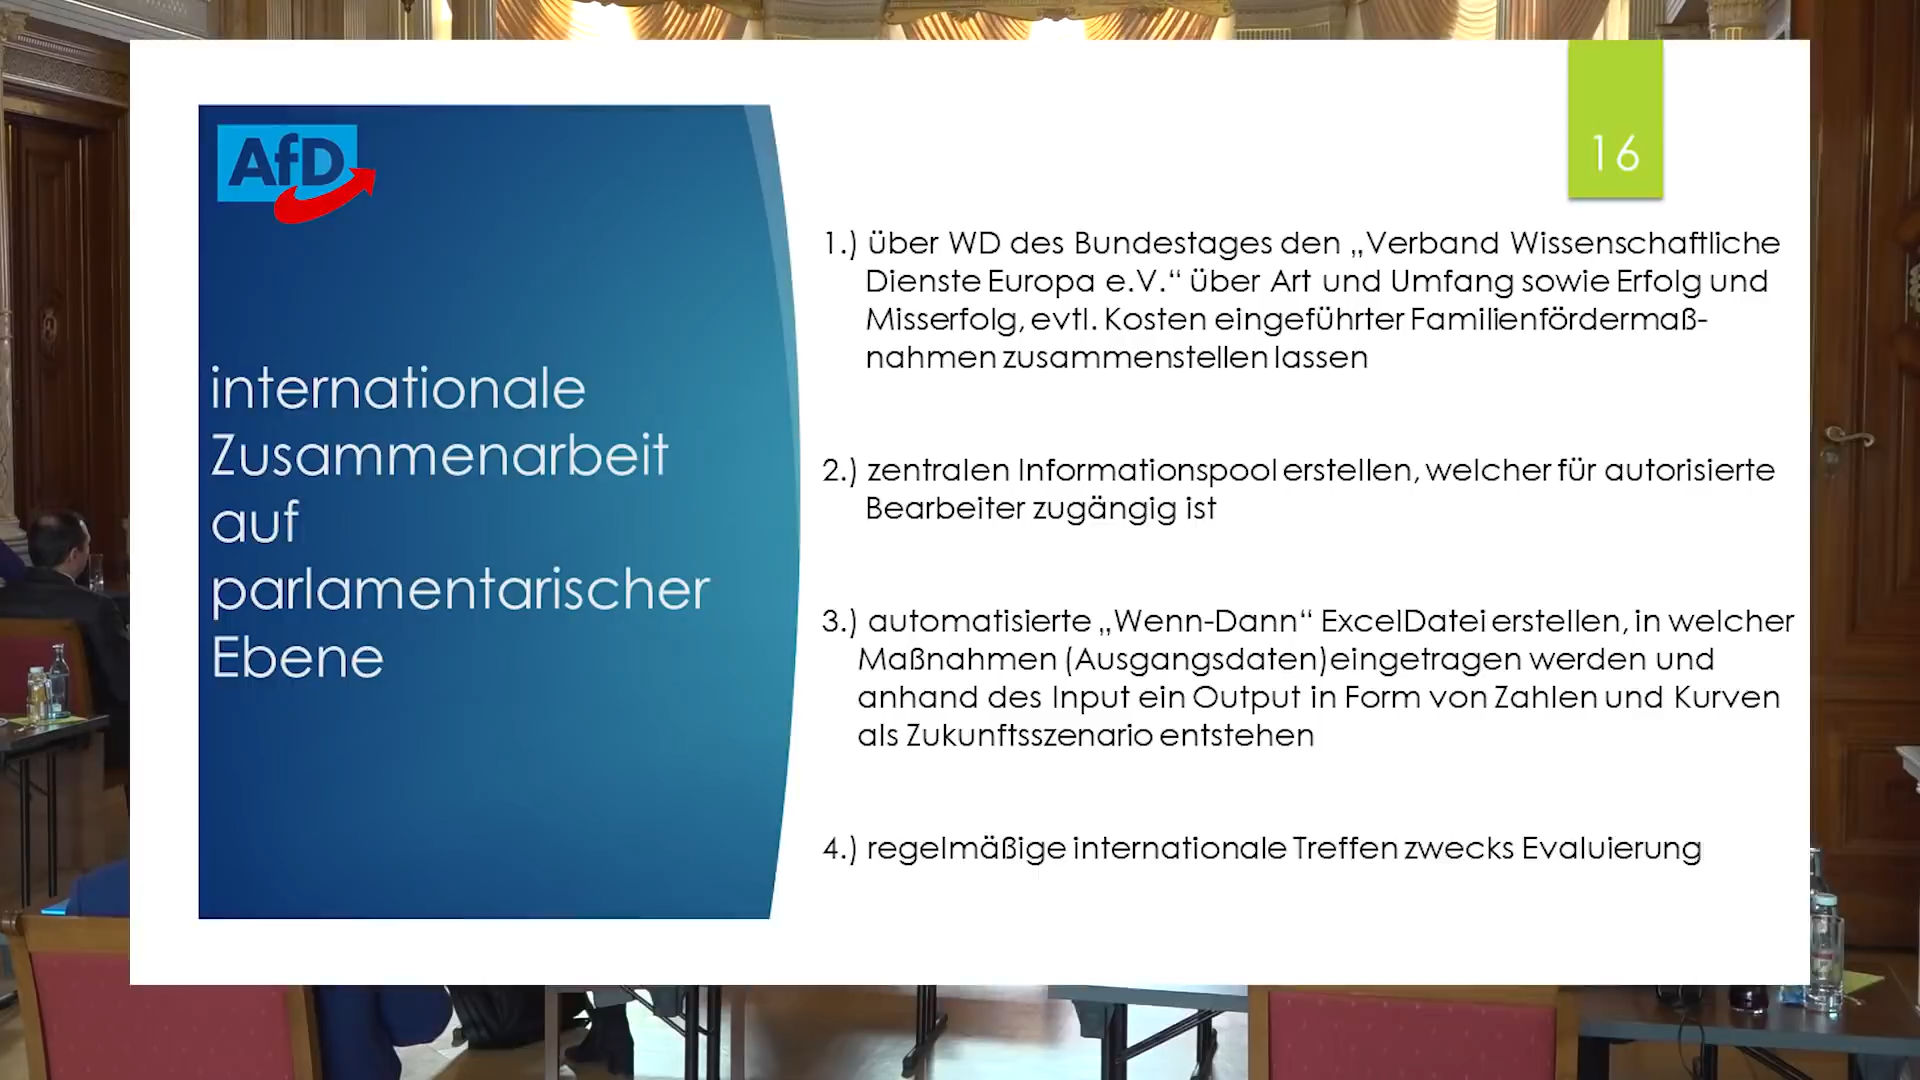 AfD
16
internationale
Zusammenarbeit
auf
parlamentarischer
Ebene
1.) über WD des Bundestages den „Verband Wissenschaftliche
Dienste Europa e.V.“ über Art und Umfang sowie Erfolg und
Misserfolg, evtl. Kosten eingeführter Familienfördermaß-
nahmen zusammenstellen lassen
2.) zentralen Informationspool erstellen, welcher für autorisierte
Bearbeiter zugängig ist
3.) automatisierte „Wenn-Dann“ ExcelDatei erstellen, in welcher
Maßnahmen (Ausgangsdaten)eingetragen werden und
anhand des Input ein Output in Form von Zahlen und Kurven
als Zukunftsszenario entstehen
4.) regelmäßige internationale Treffen zwecks Evaluierung